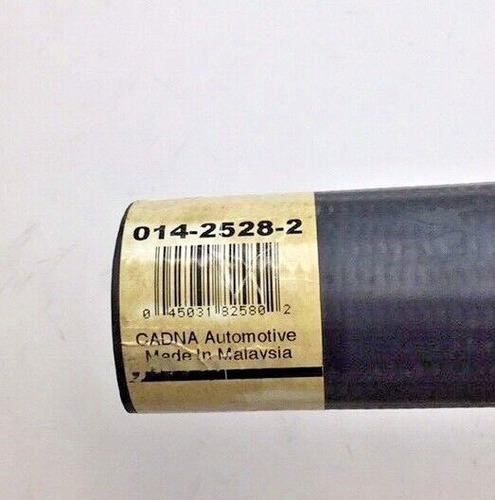 014-2528-2
0 45031 82580 2
CADNA Automotive
Made In Malaysia